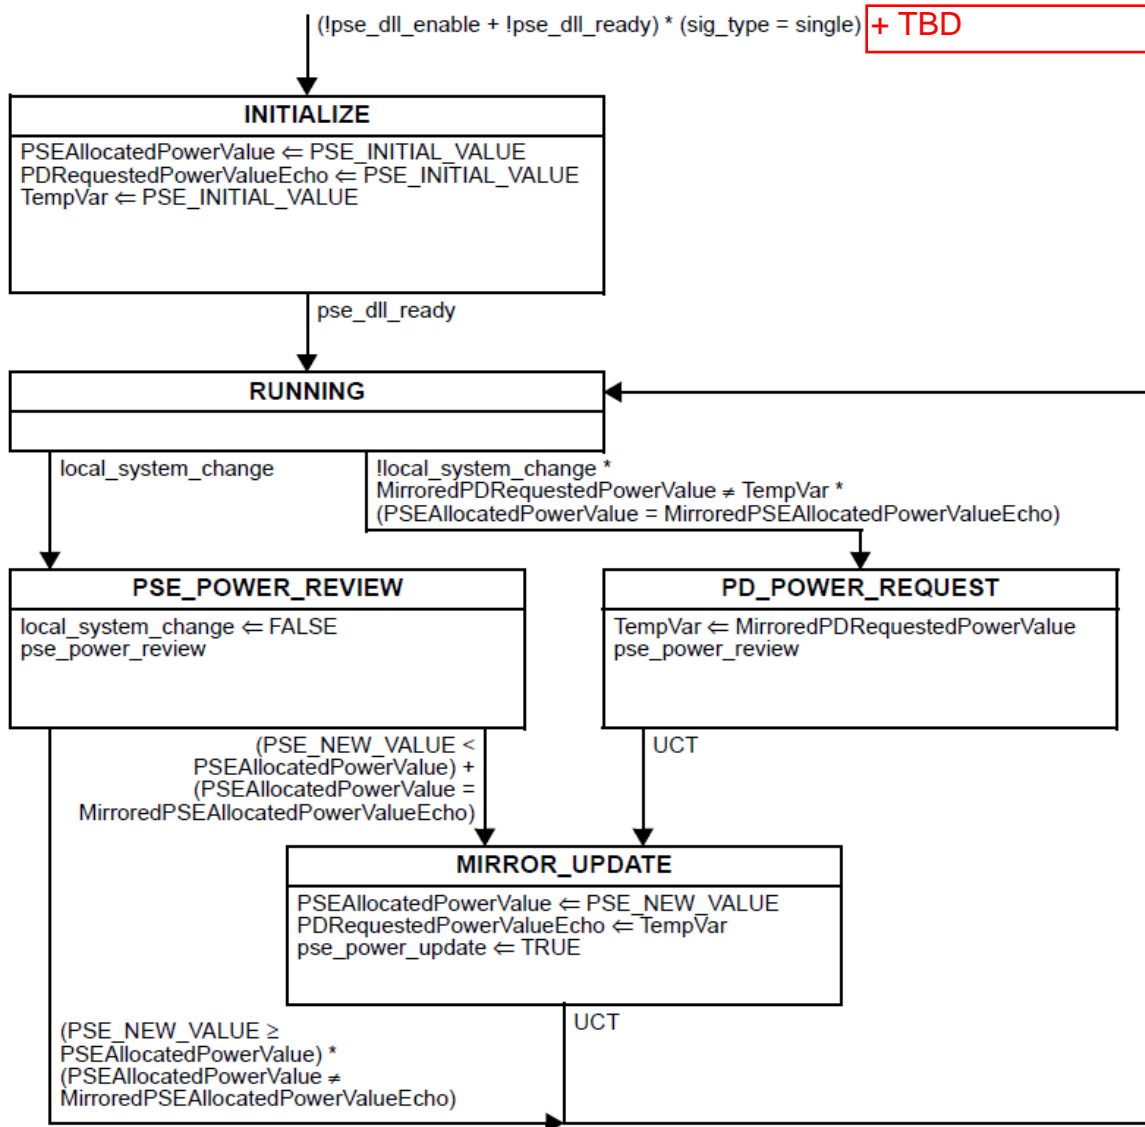 (!pse_dll_enable + !pse_dll_ready) * (sig_type = single) + TBD
INITIALIZE
PSEAllocatedPowerValue ⇐ PSE_INITIAL_VALUE
PDRequestedPowerValueEcho ⇐ PSE_INITIAL_VALUE
TempVar ⇐ PSE_INITIAL_VALUE
pse_dll_ready
RUNNING
local_system_change
!local_system_change *
MirroredPDRequestedPowerValue ≠ TempVar *
(PSEAllocatedPowerValue = MirroredPSEAllocatedPowerValueEcho)
PSE_POWER_REVIEW
local_system_change ⇐ FALSE
pse_power_review
PD_POWER_REQUEST
TempVar ⇐ MirroredPDRequestedPowerValue
pse_power_review
(PSE_NEW_VALUE <
PSEAllocatedPowerValue) +
(PSEAllocatedPowerValue =
MirroredPSEAllocatedPowerValueEcho)
UCT
MIRROR_UPDATE
PSEAllocatedPowerValue ⇐ PSE_NEW_VALUE
PDRequestedPowerValueEcho ⇐ TempVar
pse_power_update ⇐ TRUE
(PSE_NEW_VALUE ≥
PSEAllocatedPowerValue) *
(PSEAllocatedPowerValue ≠
MirroredPSEAllocatedPowerValueEcho)
UCT